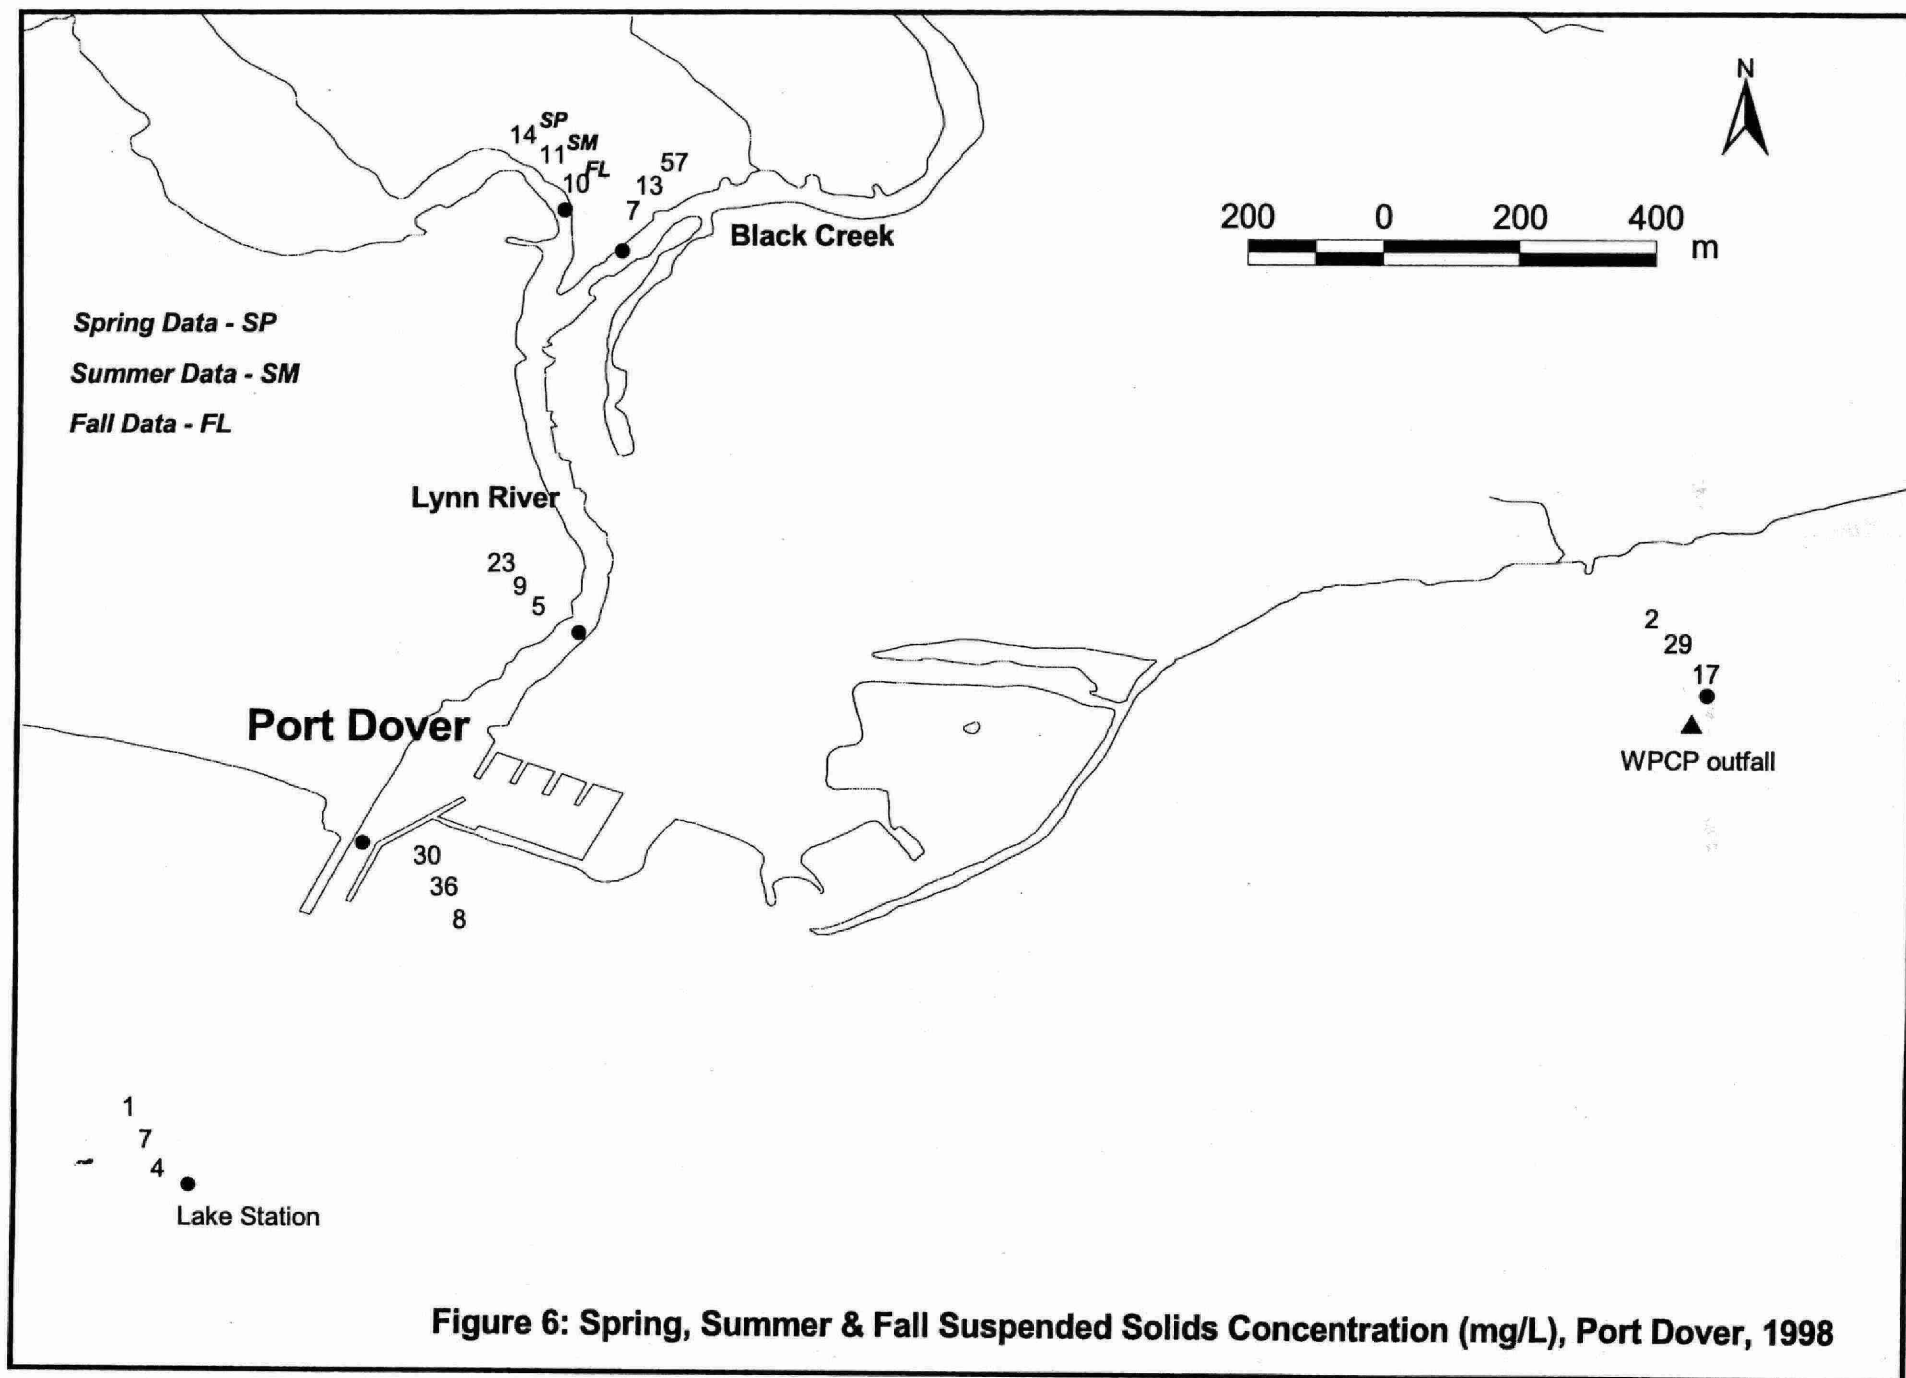 N
14 SP
11 SM
10 FL
57
13
7
Black Creek
200 0 200 400 m
Spring Data - SP
Summer Data - SM
Fall Data - FL
Lynn River
23
9
5
2
29
17
WPCP outfall
Port Dover
30
36
8
1
7
4
Lake Station
Figure 6: Spring, Summer & Fall Suspended Solids Concentration (mg/L), Port Dover, 1998